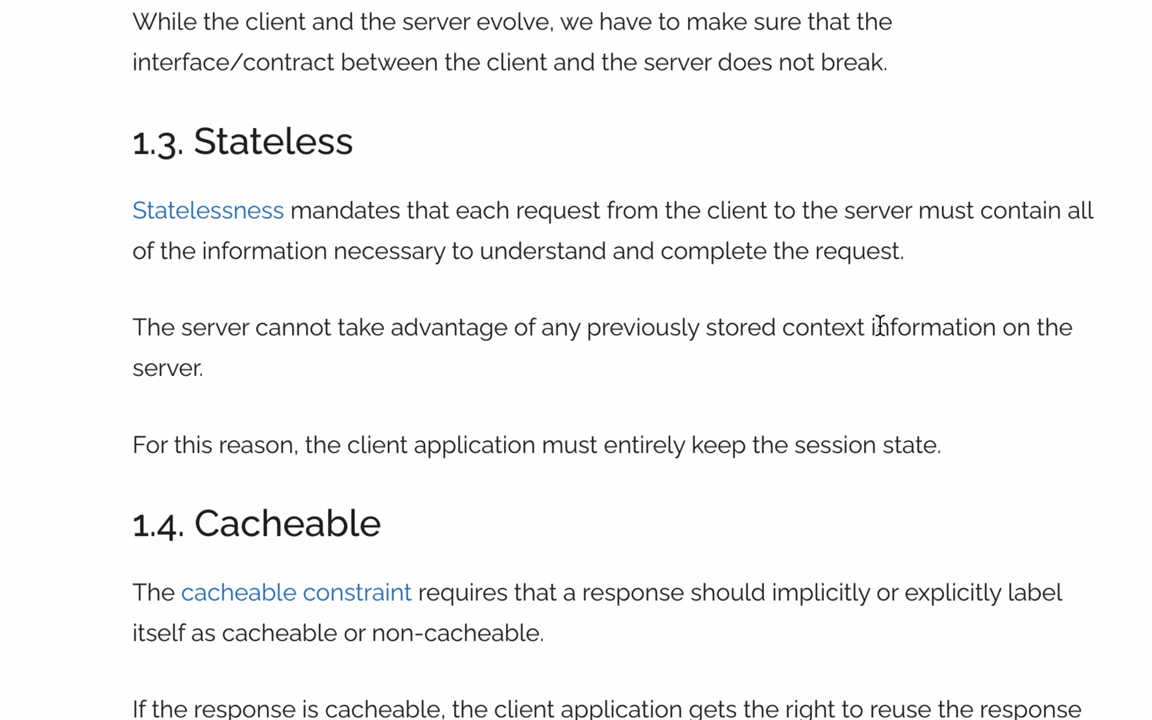 While the client and the server evolve, we have to make sure that the
interface/contract between the client and the server does not break.
1.3. Stateless
Statelessness mandates that each request from the client to the server must contain all
of the information necessary to understand and complete the request.
The server cannot take advantage of any previously stored context information on the
server.
For this reason, the client application must entirely keep the session state.
1.4. Cacheable
The cacheable constraint requires that a response should implicitly or explicitly label
itself as cacheable or non-cacheable.
If the response is cacheable, the client application gets the right to reuse the response